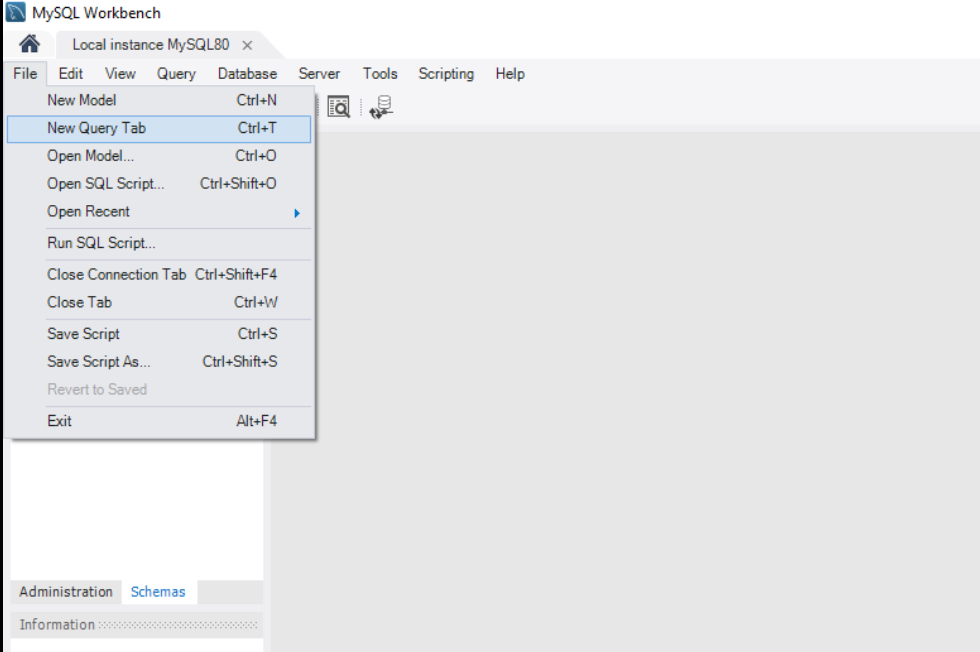 MySQL Workbench
Local instance MySQL80 ×
File Edit View Query Database Server Tools Scripting Help
New Model Ctrl+N
New Query Tab Ctrl+T
Open Model... Ctrl+O
Open SQL Script... Ctrl+Shift+O
Open Recent
Run SQL Script...
Close Connection Tab Ctrl+Shift+F4
Close Tab Ctrl+W
Save Script Ctrl+S
Save Script As... Ctrl+Shift+S
Revert to Saved
Exit Alt+F4
Administration Schemas
Information